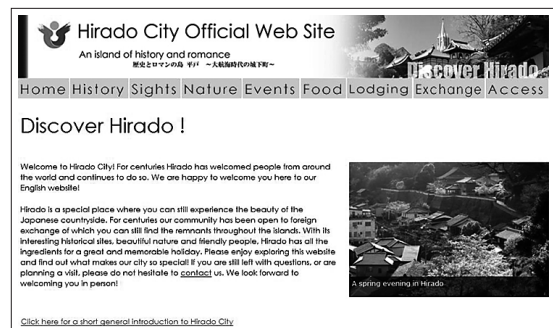 Hirado City Official Web Site
An island of history and romance
歴史とロマンの島 平戸 ～大航海時代の城下町～
Discover Hirado
Home History Sights Nature Events Food Lodging Exchange Access
Discover Hirado !
Welcome to Hirado City! For centuries Hirado has welcomed people from around
the world and continues to do so. We are happy to welcome you here to our
English website!
Hirado is a special place where you can still experience the beauty of the
Japanese countryside. For centuries our community has been open to foreign
exchange of which you can still find the remnants throughout the islands. With its
interesting historical sites, beautiful nature and friendly people, Hirado has all the
ingredients for a great and memorable holiday. Please enjoy exploring this website
and find out what makes our city so special! If you are still left with questions, or are
planning a visit, please do not hesitate to contact us. We look forward to
welcoming you in person!
A spring evening in Hirado
Click here for a short general introduction to Hirado City